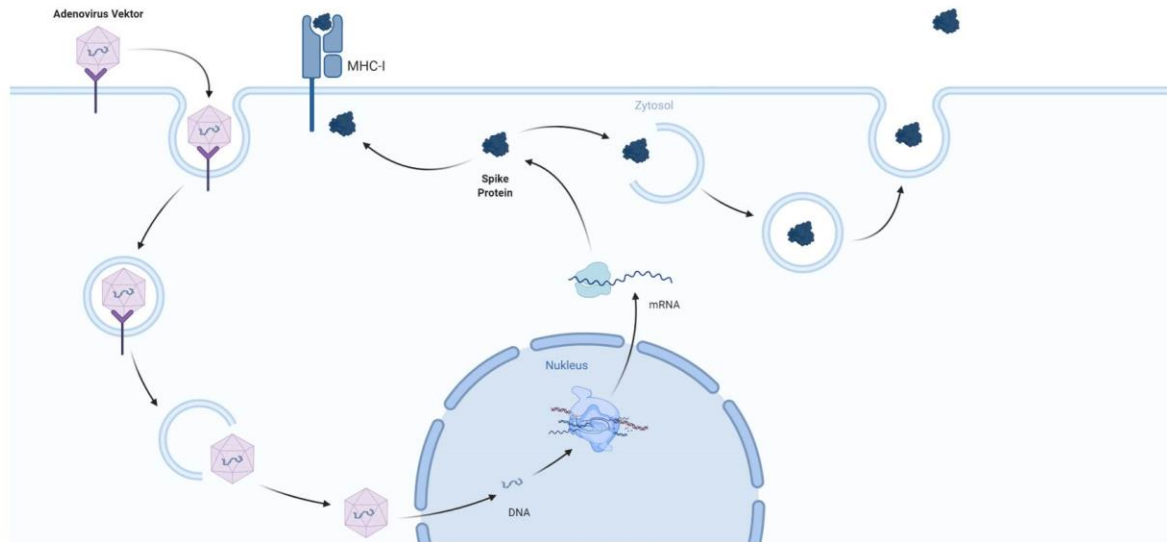 Adenovirus Vektor
MHC-I
Zytosol
Spike
Protein
mRNA
Nukleus
DNA